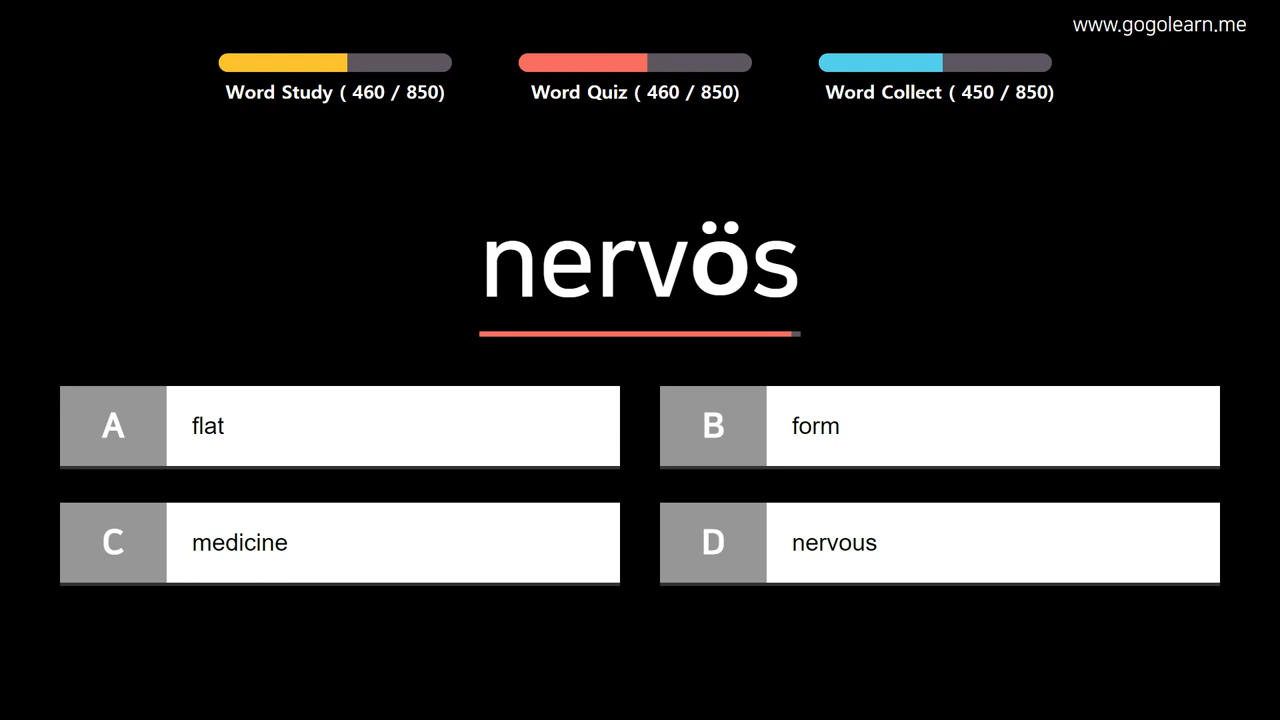 www.gogolearn.me
Word Study ( 460 / 850)
Word Quiz ( 460 / 850)
Word Collect ( 450 / 850)
nervös
A flat
B form
C medicine
D nervous